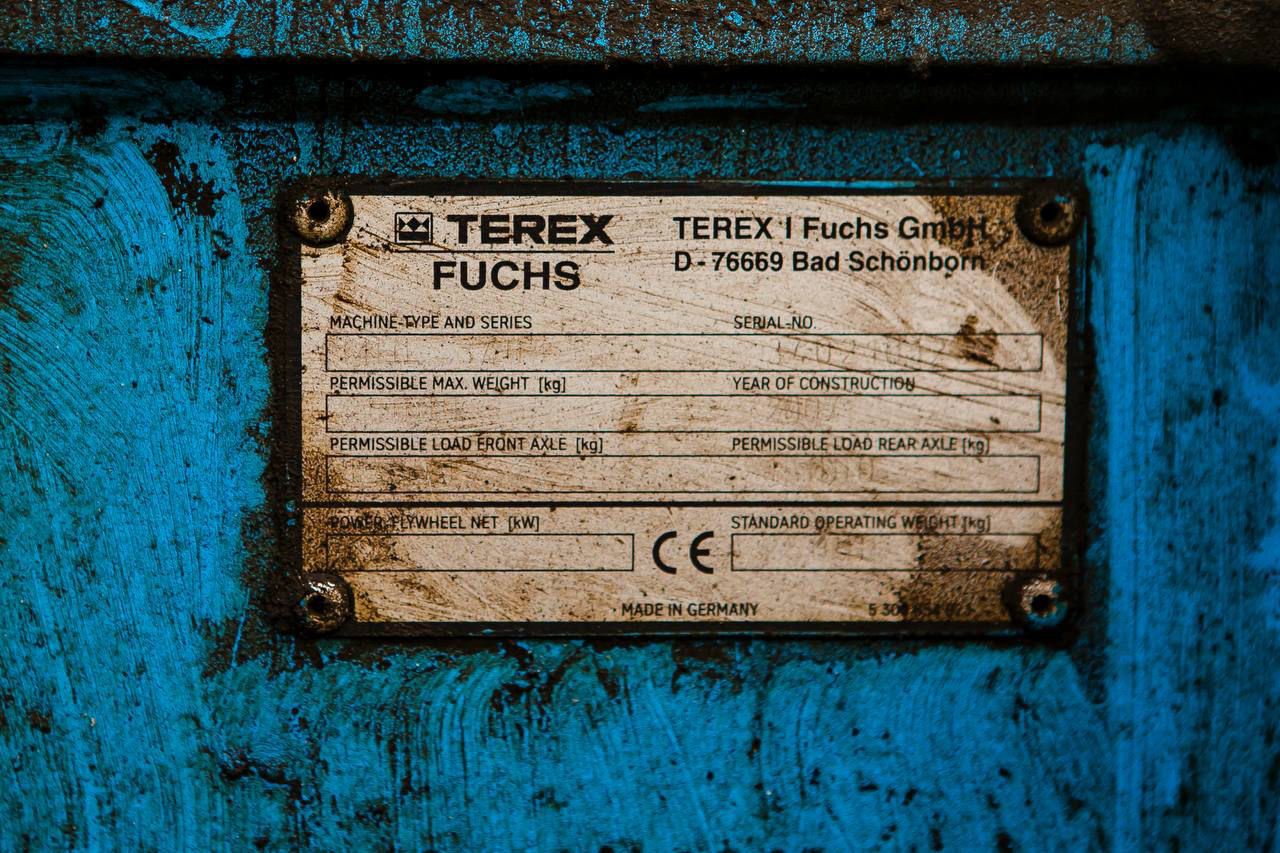 TEREX
FUCHS
TEREX | Fuchs GmbH
D - 76669 Bad Schönborn
MACHINE-TYPE AND SERIES SERIAL-NO.
PERMISSIBLE MAX. WEIGHT [kg] YEAR OF CONSTRUCTION
PERMISSIBLE LOAD FRONT AXLE [kg] PERMISSIBLE LOAD REAR AXLE [kg]
POWER-FLYWHEEL NET [kW] STANDARD OPERATING WEIGHT [kg]
CE
MADE IN GERMANY